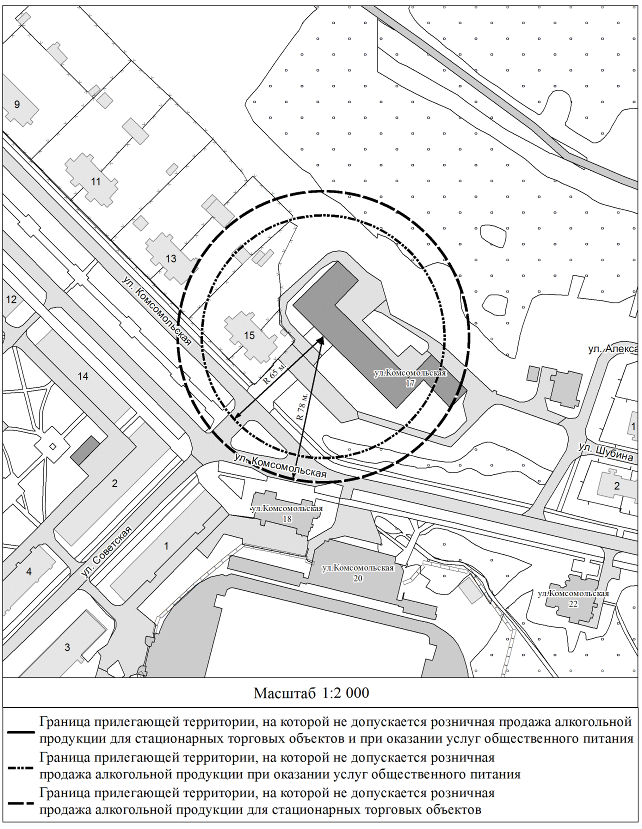 9
11
13
ул. Комсомольская
12
15
14
R 65 м.
R 78 м.
ул.Комсомольская
17
ул. Алекса
1
ул. Шубина
2
ул. Комсомольская
2
ул.Комсомольская
18
ул. Советская
1
4
ул.Комсомольская
20
ул.Комсомольская
22
3
Масштаб 1:2 000
Граница прилегающей территории, на которой не допускается розничная продажа алкогольной
продукции для стационарных торговых объектов и при оказании услуг общественного питания
Граница прилегающей территории, на которой не допускается розничная
продажа алкогольной продукции при оказании услуг общественного питания
Граница прилегающей территории, на которой не допускается розничная
продажа алкогольной продукции для стационарных торговых объектов